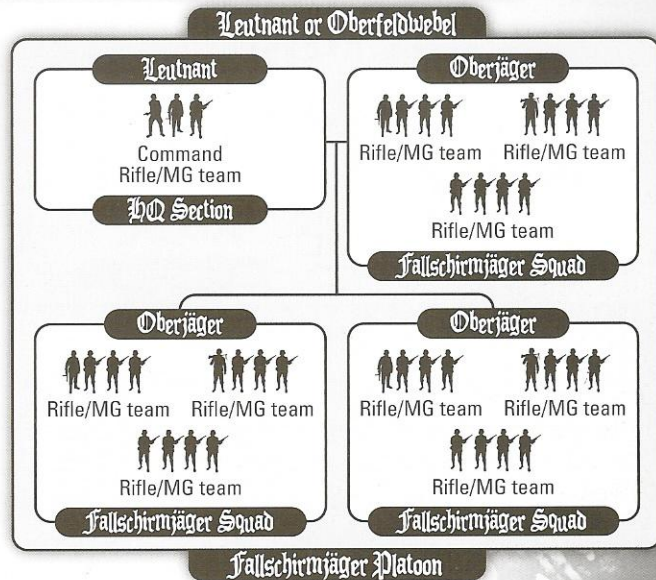 Leutnant or Oberfeldwebel
Leutnant
Command
Rifle/MG team
HQ Section
Oberjäger
Rifle/MG team Rifle/MG team
Rifle/MG team
Fallschirmjäger Squad
Oberjäger
Rifle/MG team Rifle/MG team
Rifle/MG team
Fallschirmjäger Squad
Oberjäger
Rifle/MG team Rifle/MG team
Rifle/MG team
Fallschirmjäger Squad
Fallschirmjäger Platoon